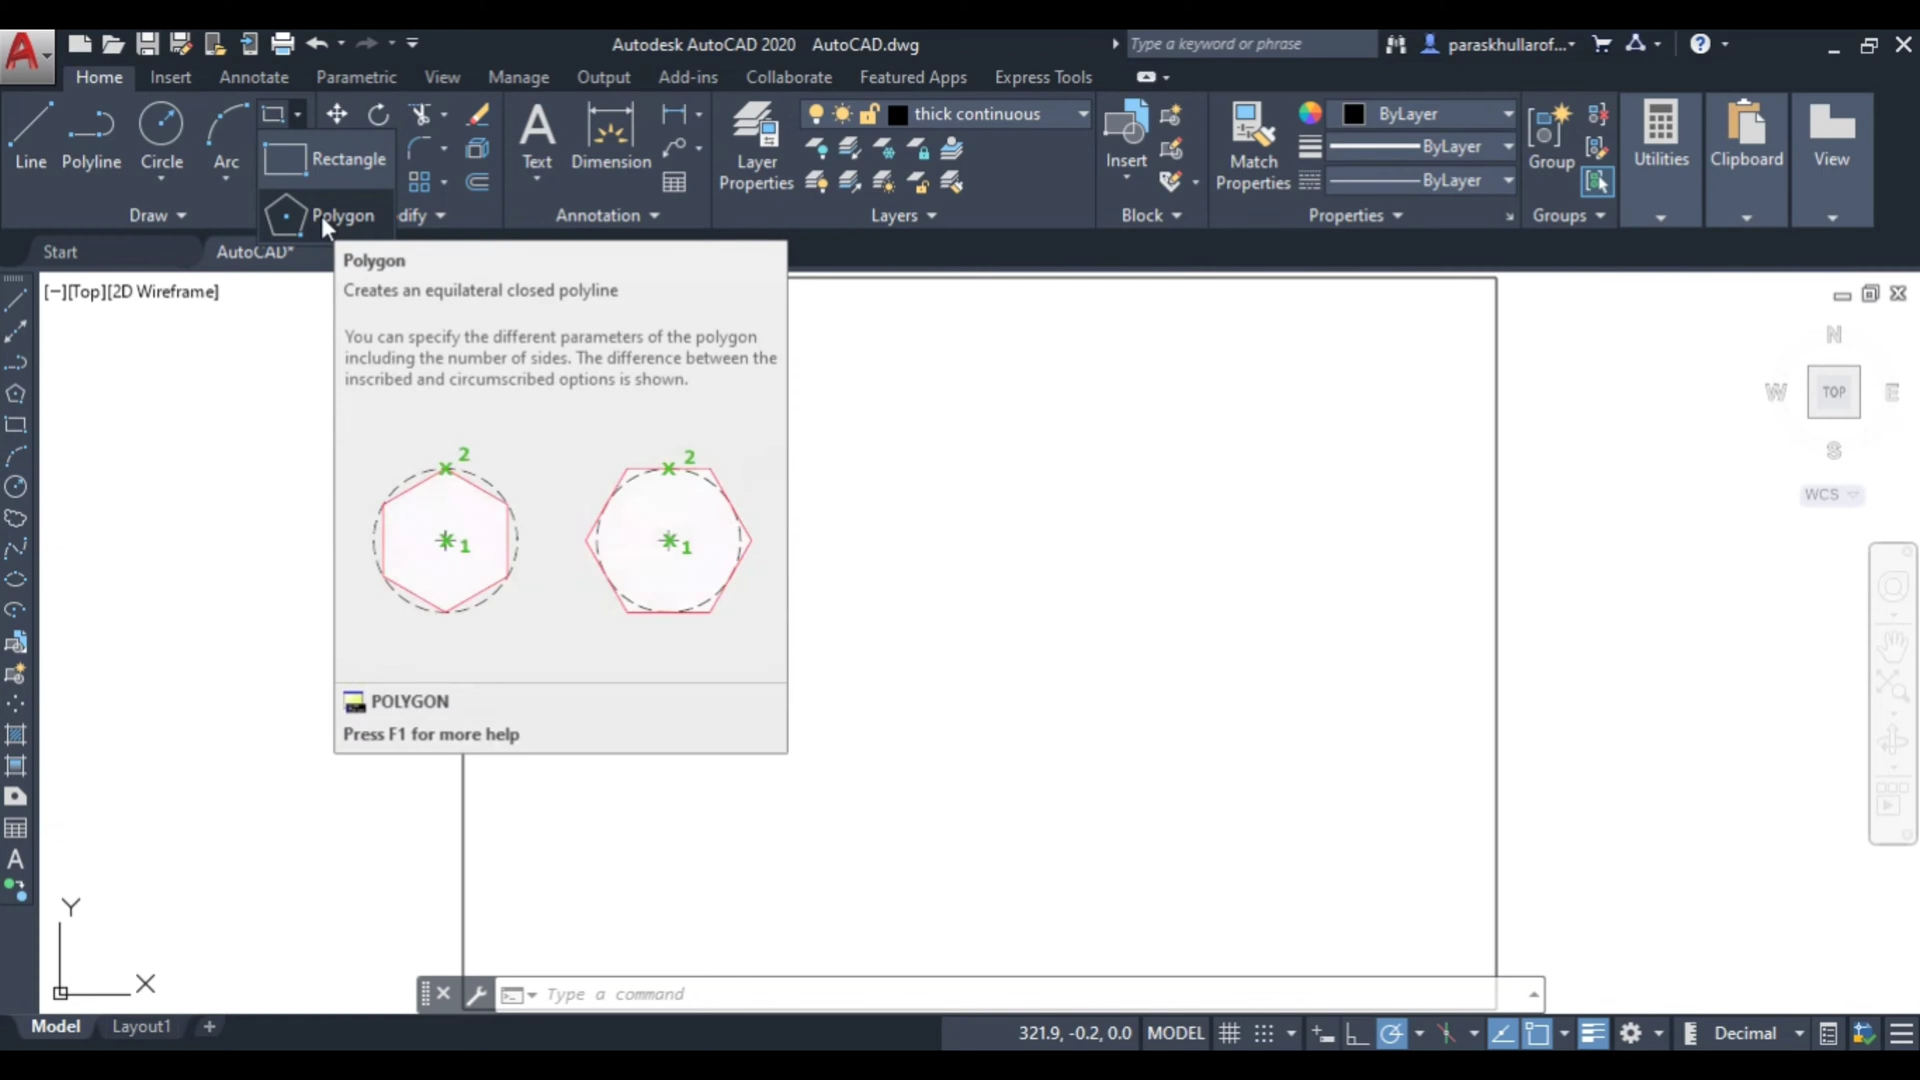 Autodesk AutoCAD 2020 AutoCAD.dwg
Type a keyword or phrase
paraskhullarof...
Home Insert Annotate Parametric View Manage Output Add-ins Collaborate Featured Apps Express Tools
Line Polyline Circle Arc
Rectangle
Polygon
Text Dimension
Layer
Properties
thick continuous
Insert
Match
Properties
ByLayer
ByLayer
ByLayer
Group
Utilities
Clipboard
View
Draw dify Annotation Layers Block Properties Groups
Start AutoCAD*
[−][Top][2D Wireframe]
Polygon
Creates an equilateral closed polyline
You can specify the different parameters of the polygon
including the number of sides. The difference between the
inscribed and circumscribed options is shown.
2 2
1 1
POLYGON
Press F1 for more help
N
W TOP E
S
WCS
Y
X
Type a command
Model Layout1 +
321.9, -0.2, 0.0 MODEL Decimal